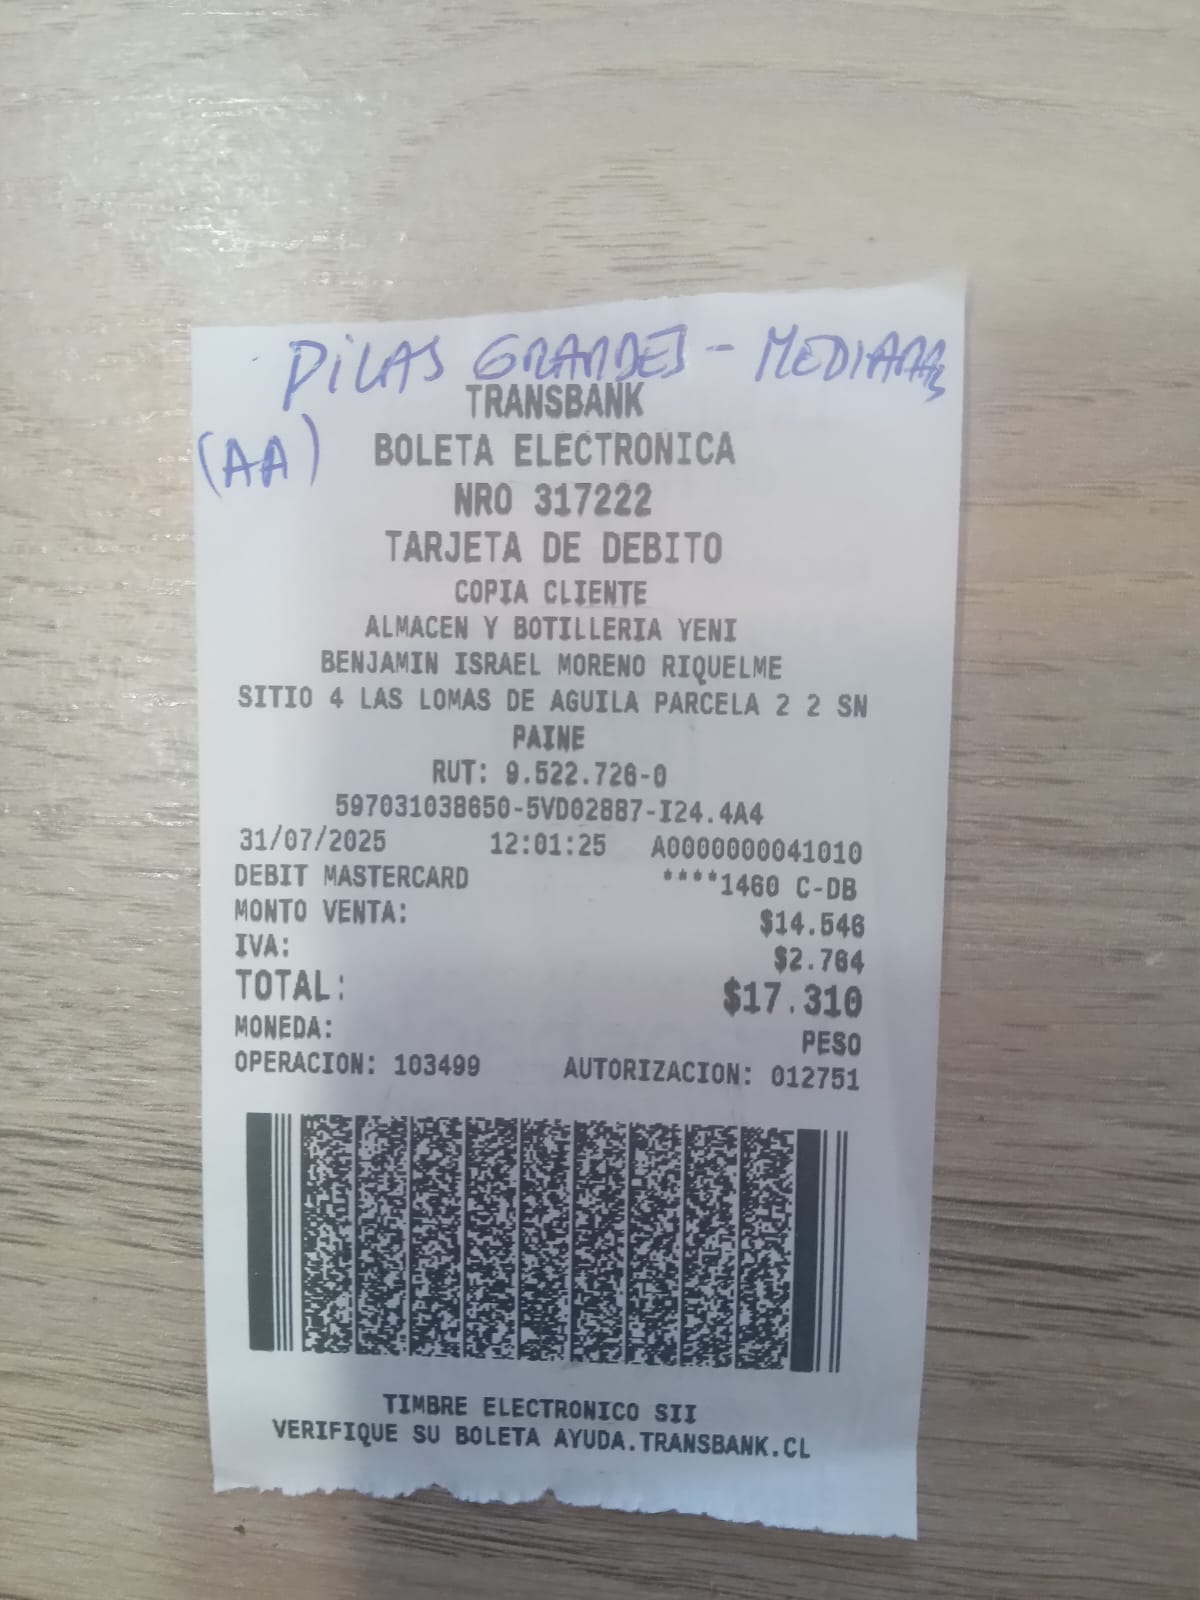 PILAS GRANDES - MEDIANAS
(AA)
TRANSBANK
BOLETA ELECTRONICA
NRO 317222
TARJETA DE DEBITO
COPIA CLIENTE
ALMACEN Y BOTILLERIA YENI
BENJAMIN ISRAEL MORENO RIQUELME
SITIO 4 LAS LOMAS DE AGUILA PARCELA 2 2 SN
PAINE
RUT: 9.522.726-0
597031038650-5VD02887-I24.4A4
31/07/2025 12:01:25 A0000000041010
DEBIT MASTERCARD ****1460 C-DB
MONTO VENTA: $14.546
IVA: $2.764
TOTAL: $17.310
MONEDA: PESO
OPERACION: 103499 AUTORIZACION: 012751
TIMBRE ELECTRONICO SII
VERIFIQUE SU BOLETA AYUDA.TRANSBANK.CL